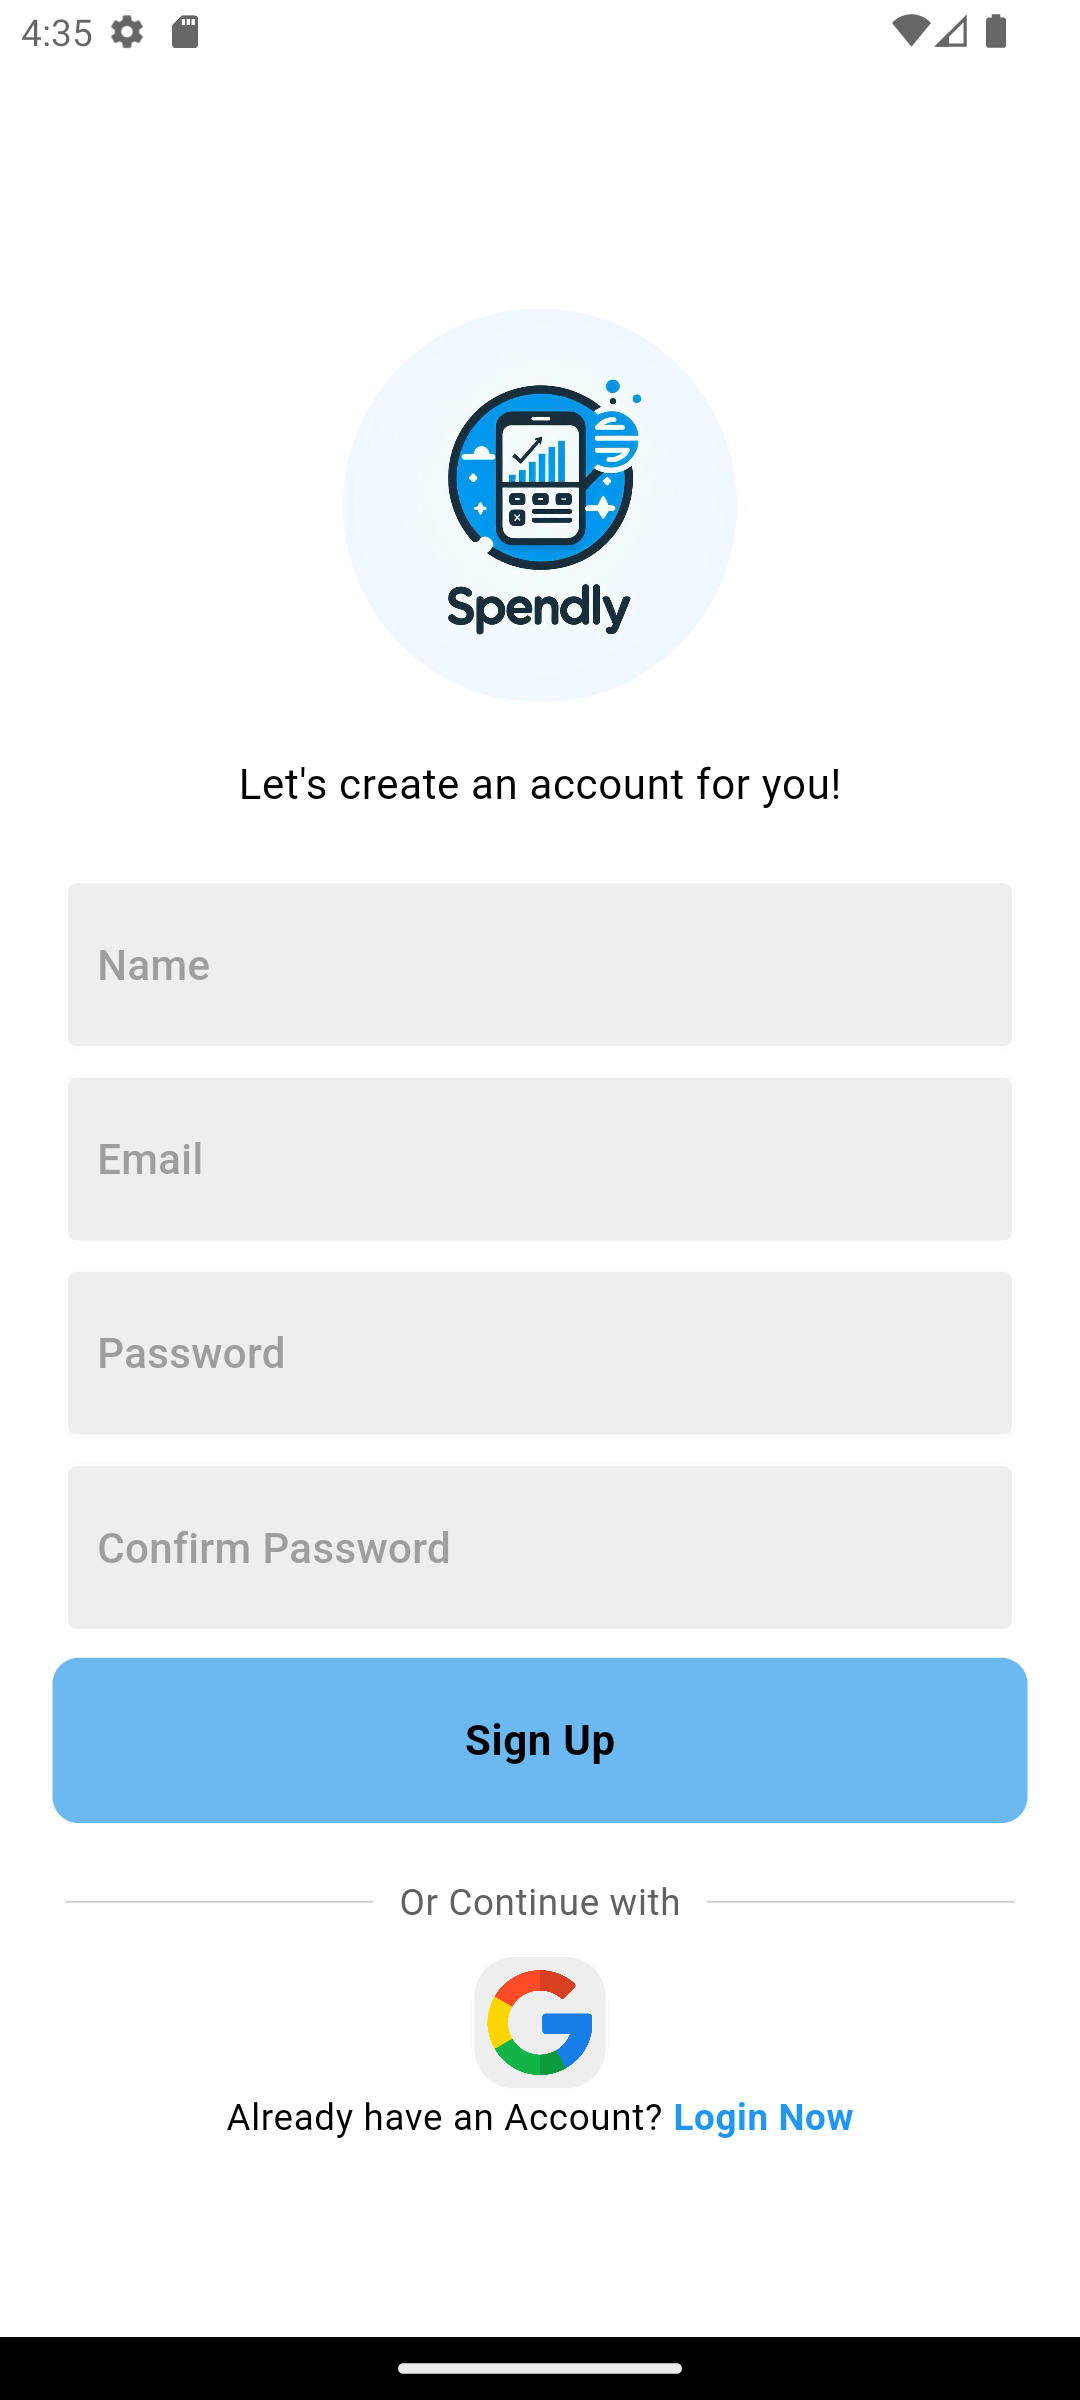 4:35
Spendly
Let's create an account for you!
Name
Email
Password
Confirm Password
Sign Up
Or Continue with
Already have an Account? Login Now